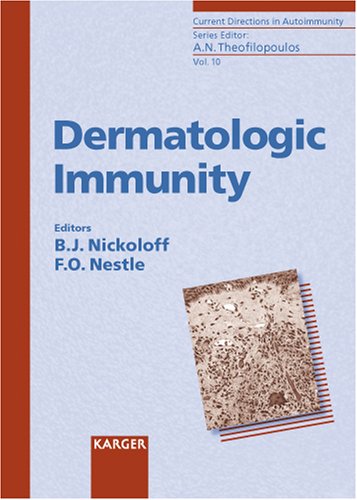 Current Directions in Autoimmunity
Series Editor:
A.N. Theofilopoulos
Vol. 10
Dermatologic
Immunity
Editors
B.J. Nickoloff
F.O. Nestle
KARGER